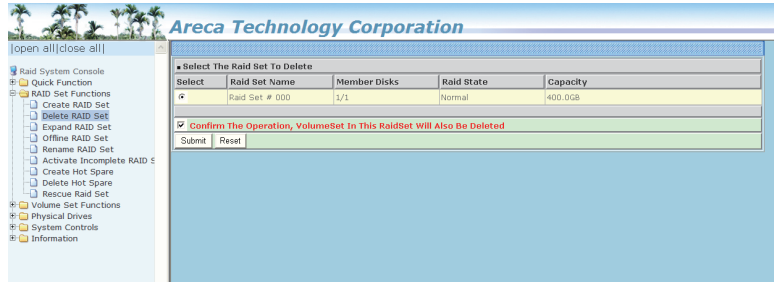 Areca Technology Corporation
|open all|close all|
Raid System Console
Quick Function
RAID Set Functions
Create RAID Set
Delete RAID Set
Expand RAID Set
Offline RAID Set
Rename RAID Set
Activate Incomplete RAID S
Create Hot Spare
Delete Hot Spare
Rescue Raid Set
Volume Set Functions
Physical Drives
System Controls
Information
Select The Raid Set To Delete
Select Raid Set Name Member Disks Raid State Capacity
Raid Set # 000 1/1 Normal 400.0GB
Confirm The Operation, VolumeSet In This RaidSet Will Also Be Deleted
Submit Reset